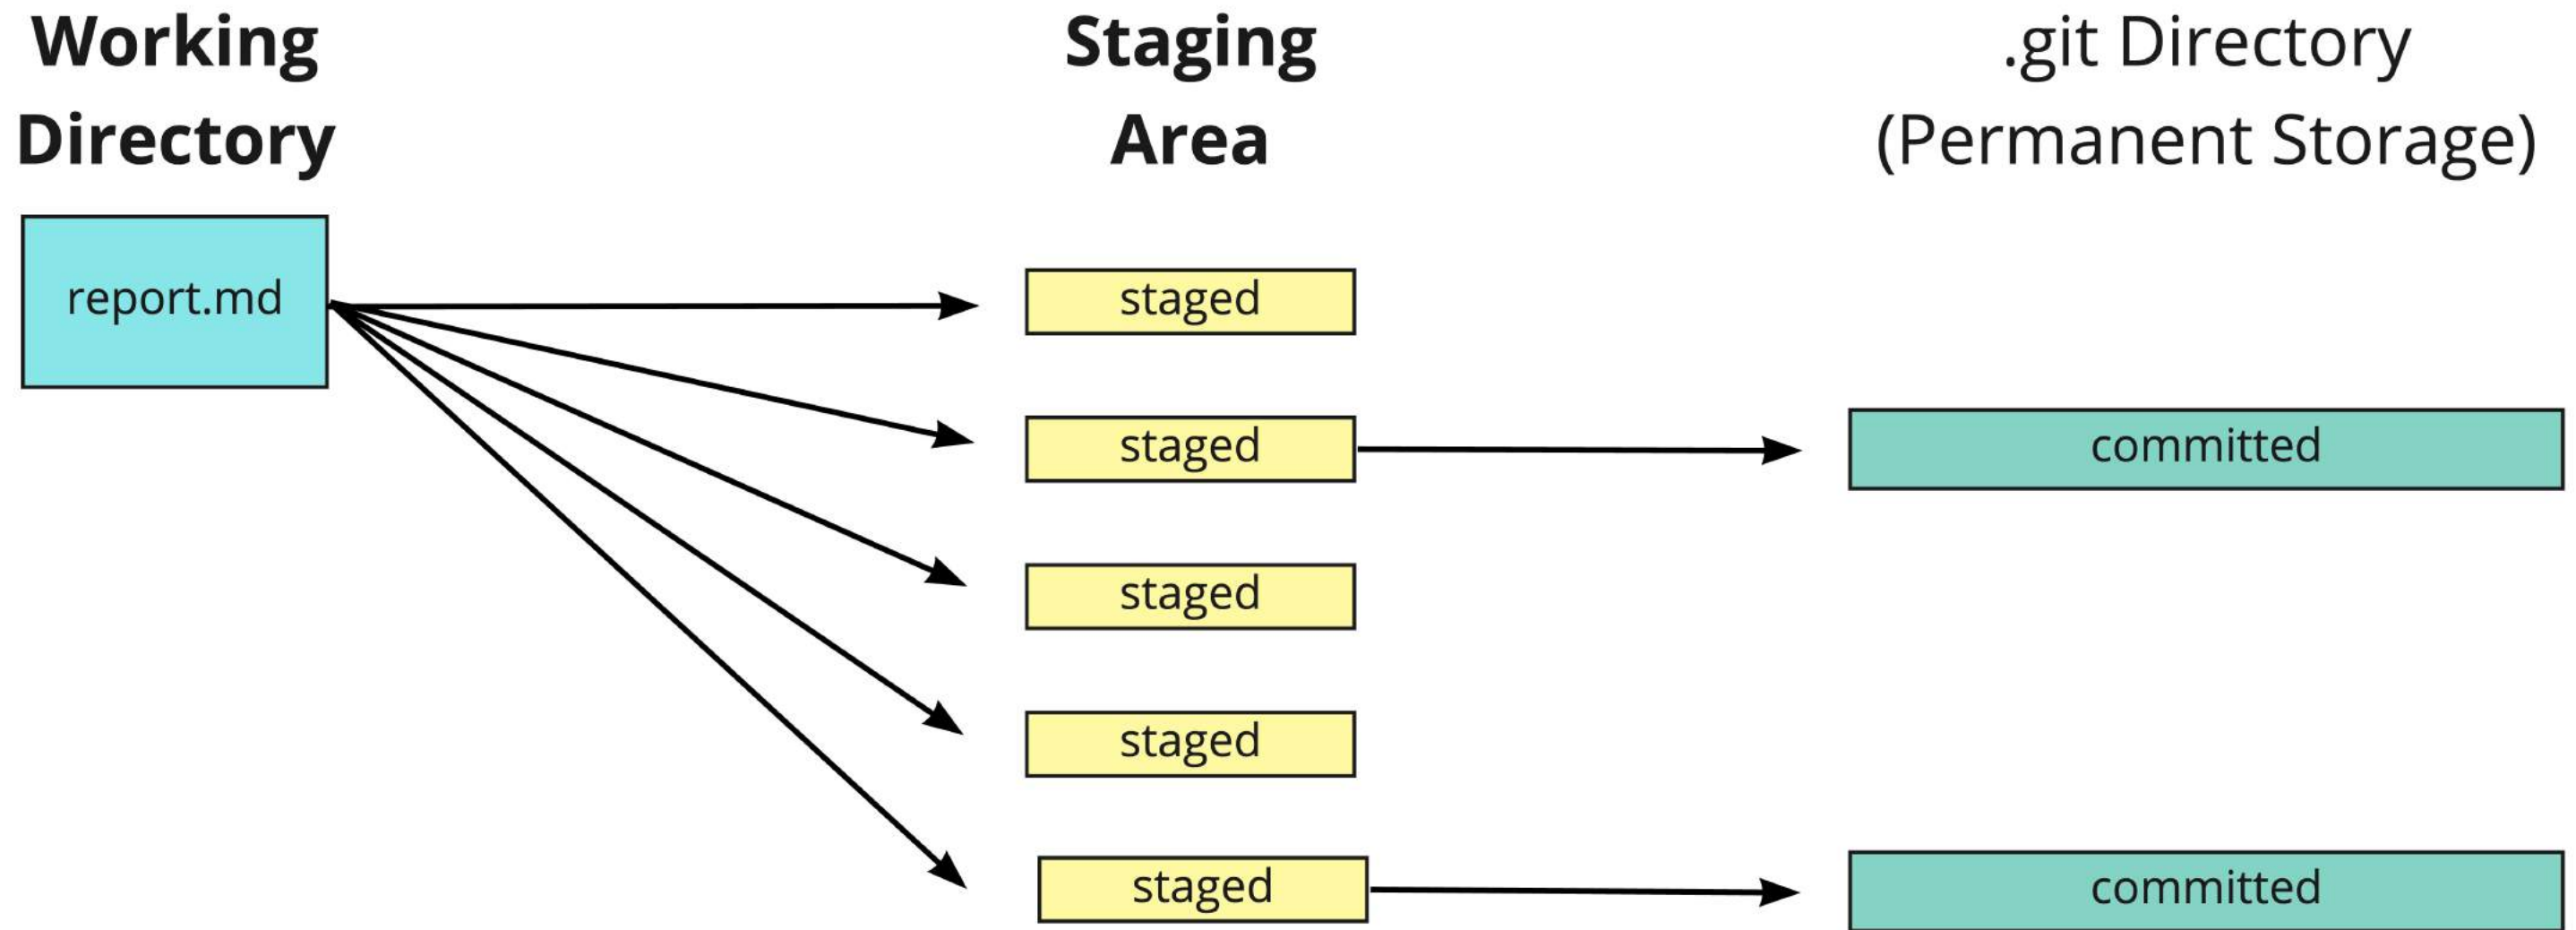 Working
Directory
Staging
Area
.git Directory
(Permanent Storage)
report.md
staged
staged
committed
staged
staged
staged
committed